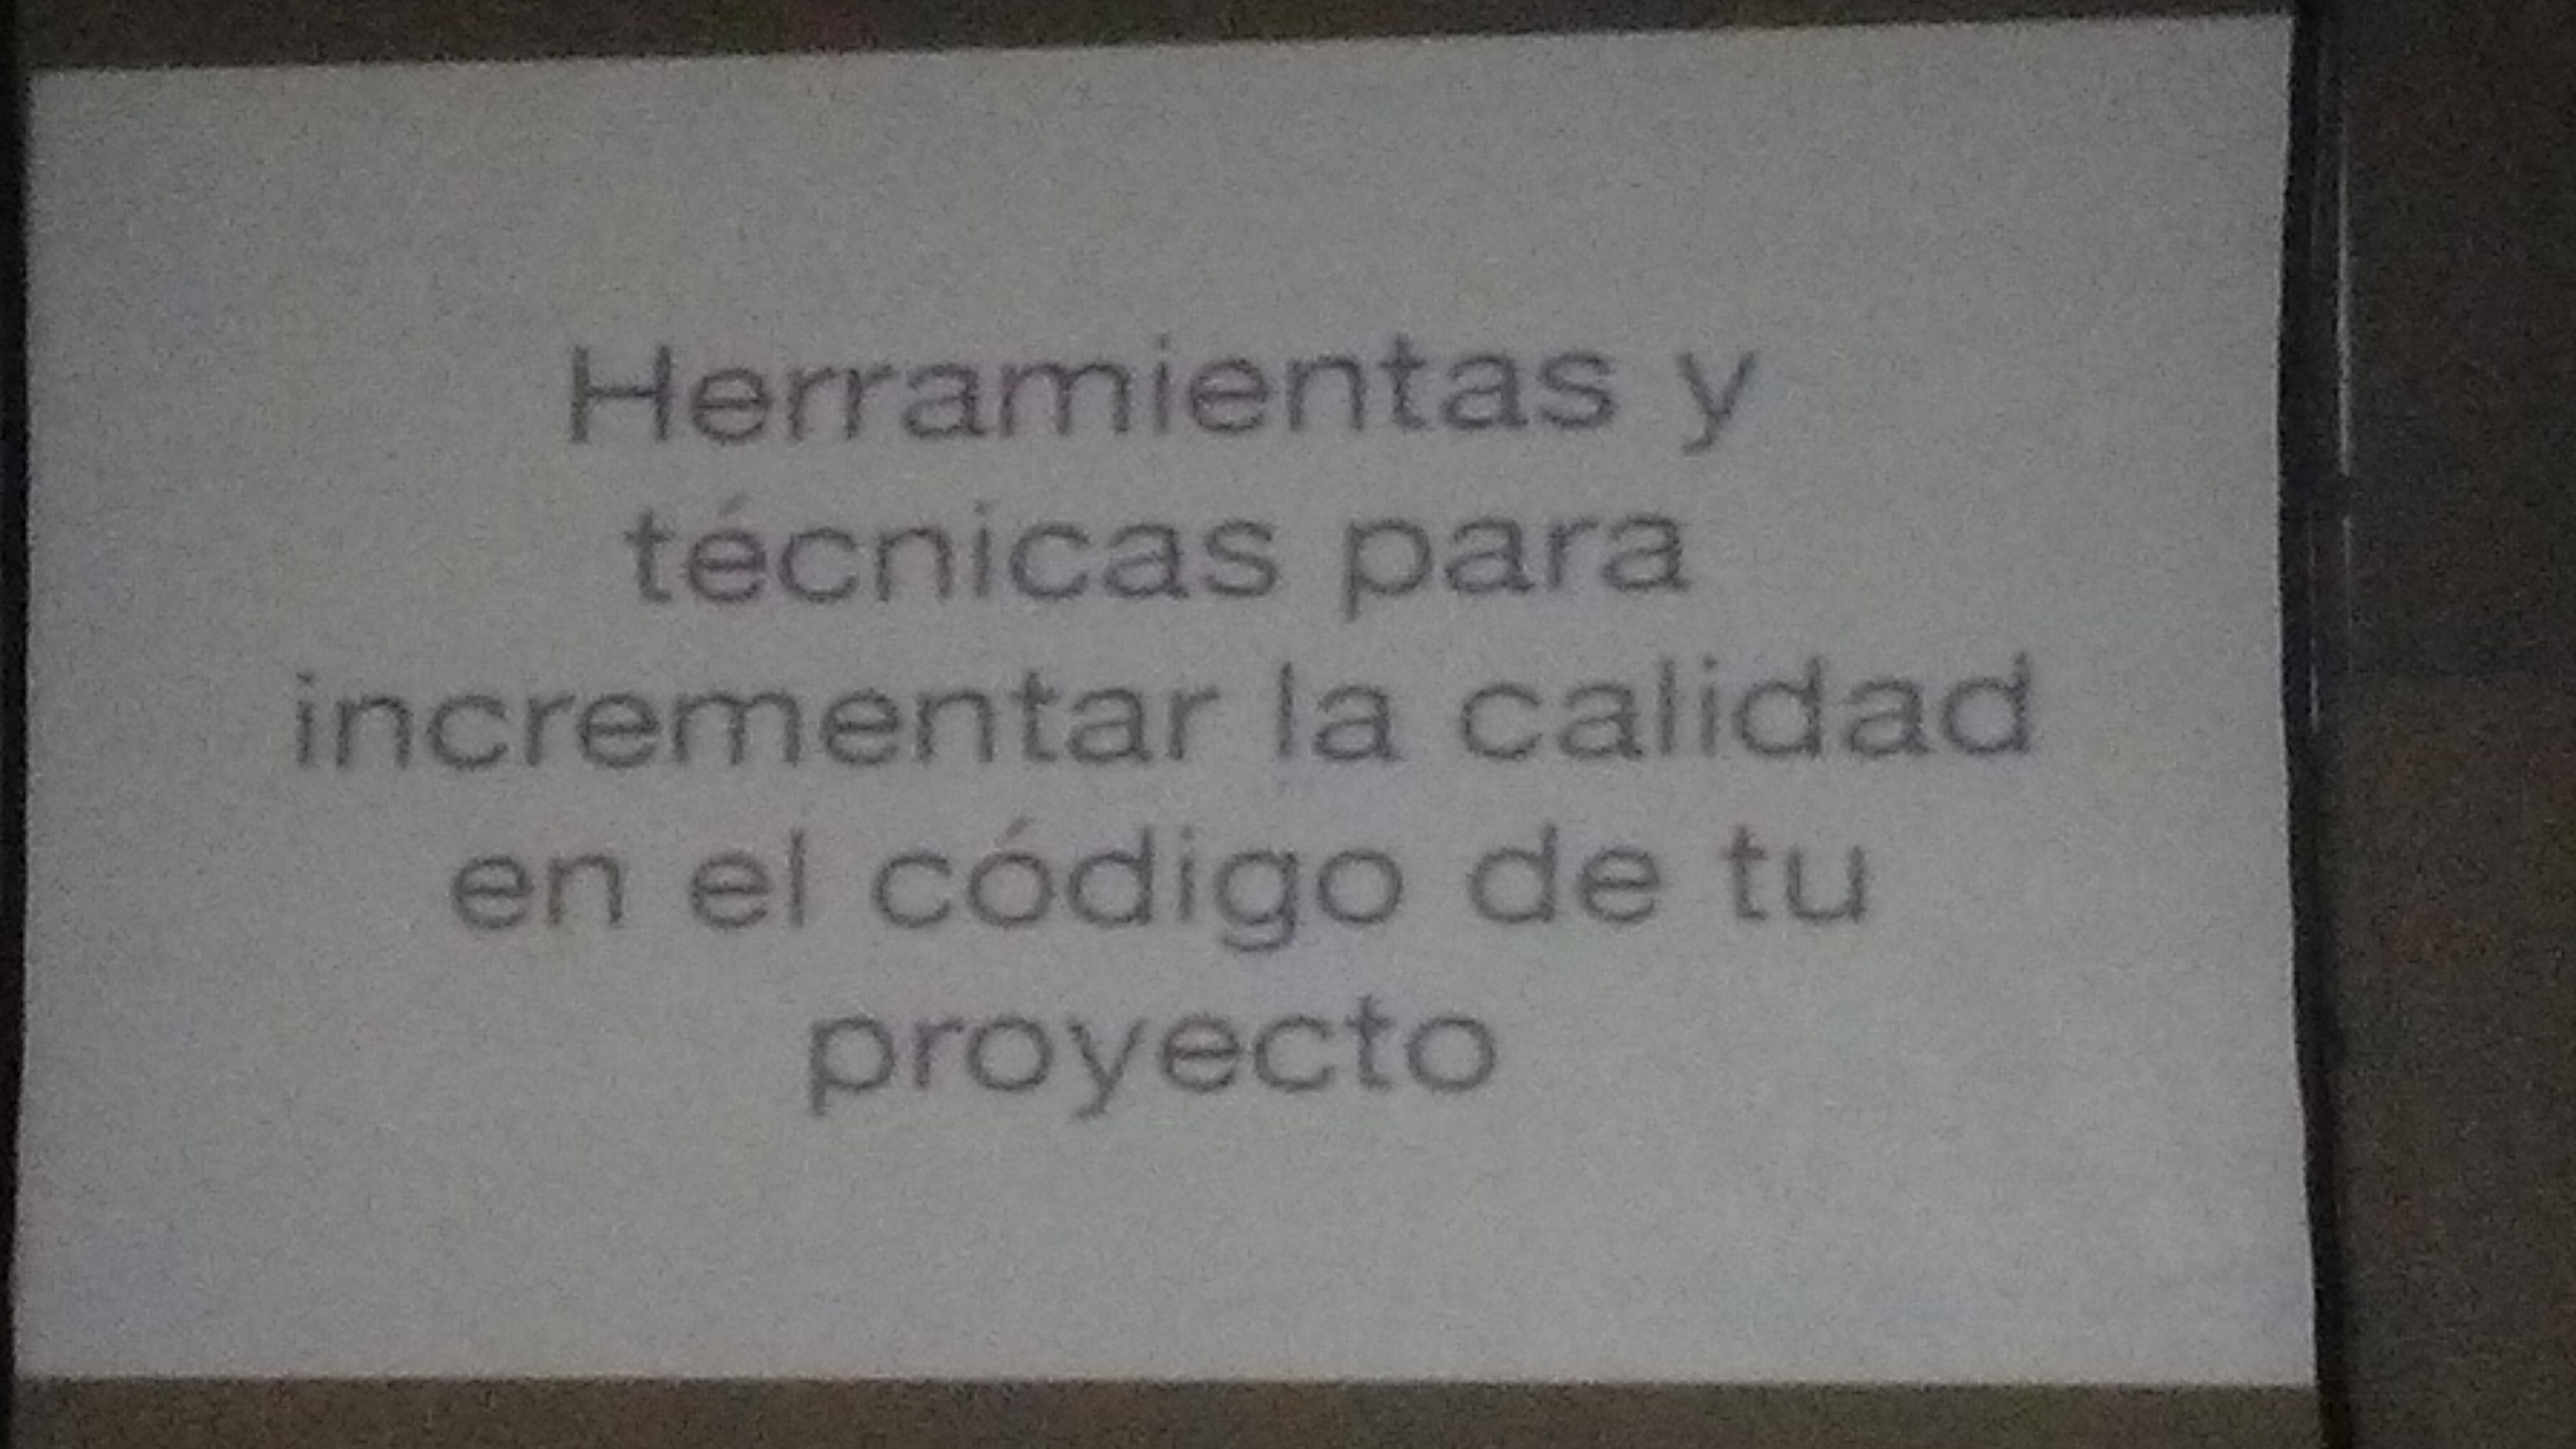 Herramientas y
técnicas para
incrementar la calidad
en el código de tu
proyecto